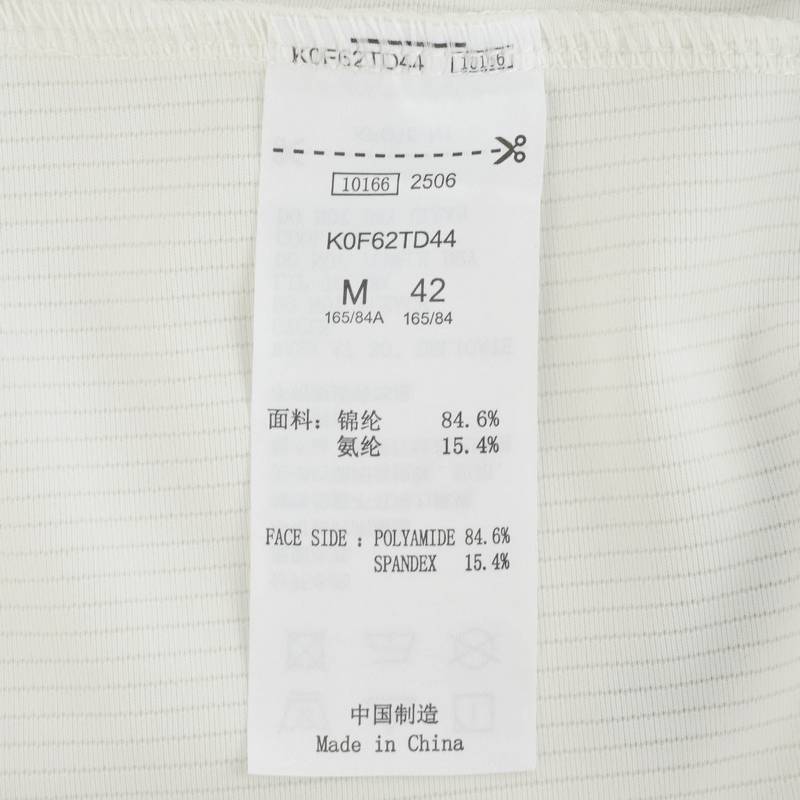 K0F62TD44 10166
10166 2506
K0F62TD44
M 42
165/84A 165/84
面料：锦纶 84.6%
氨纶 15.4%
FACE SIDE : POLYAMIDE 84.6%
SPANDEX 15.4%
中国制造
Made in China